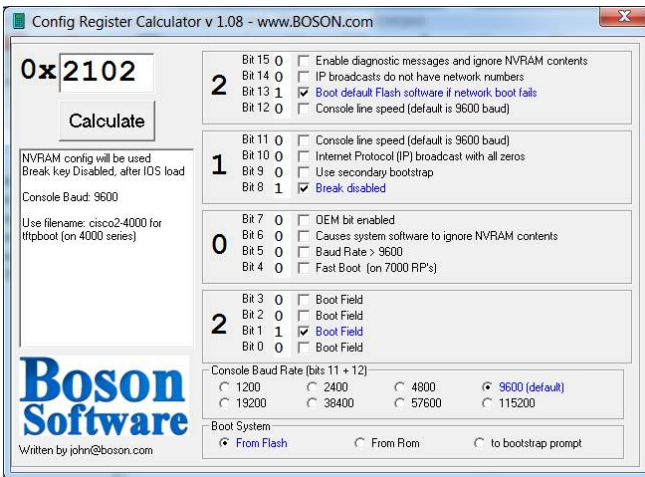 Config Register Calculator v 1.08 - www.BOSON.com
0x 2102
Calculate
NVRAM config will be used
Break key Disabled, after IOS load
Console Baud: 9600
Use filename: cisco2-4000 for
tftpboot (on 4000 series)
Boson
Software
Written by john@boson.com
2
Bit 15 0 Enable diagnostic messages and ignore NVRAM contents
Bit 14 0 IP broadcasts do not have network numbers
Bit 13 1 Boot default Flash software if network boot fails
Bit 12 0 Console line speed (default is 9600 baud)
1
Bit 11 0 Console line speed (default is 9600 baud)
Bit 10 0 Internet Protocol (IP) broadcast with all zeros
Bit 9 0 Use secondary bootstrap
Bit 8 1 Break disabled
0
Bit 7 0 OEM bit enabled
Bit 6 0 Causes system software to ignore NVRAM contents
Bit 5 0 Baud Rate > 9600
Bit 4 0 Fast Boot (on 7000 RP's)
2
Bit 3 0 Boot Field
Bit 2 0 Boot Field
Bit 1 1 Boot Field
Bit 0 0 Boot Field
Console Baud Rate (bits 11 + 12)
1200 2400 4800 9600 (default)
19200 38400 57600 115200
Boot System
From Flash From Rom to bootstrap prompt